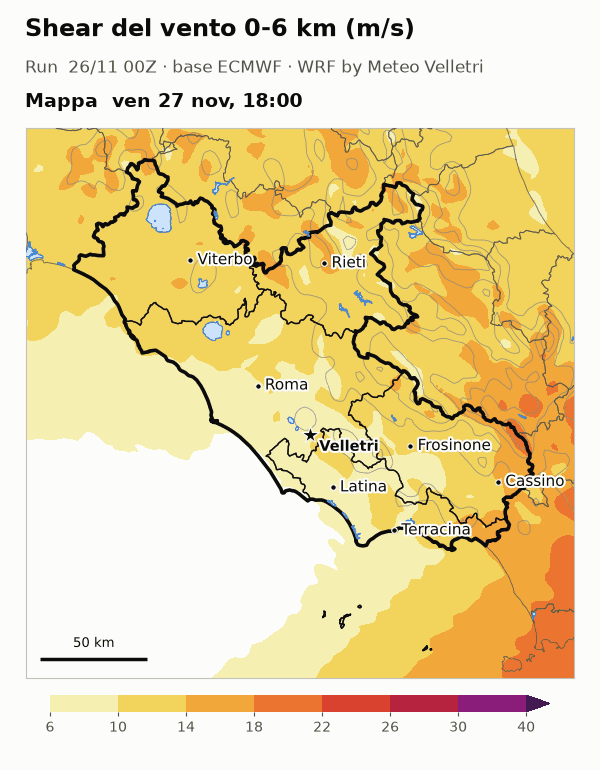 Shear del vento 0-6 km (m/s)
Run  26/11 00Z · base ECMWF · WRF by Meteo Velletri
Mappa  ven 27 nov, 18:00
Viterbo
Rieti
Roma
Velletri
Frosinone
Cassino
Latina
Terracina
50 km
6 10 14 18 22 26 30 40